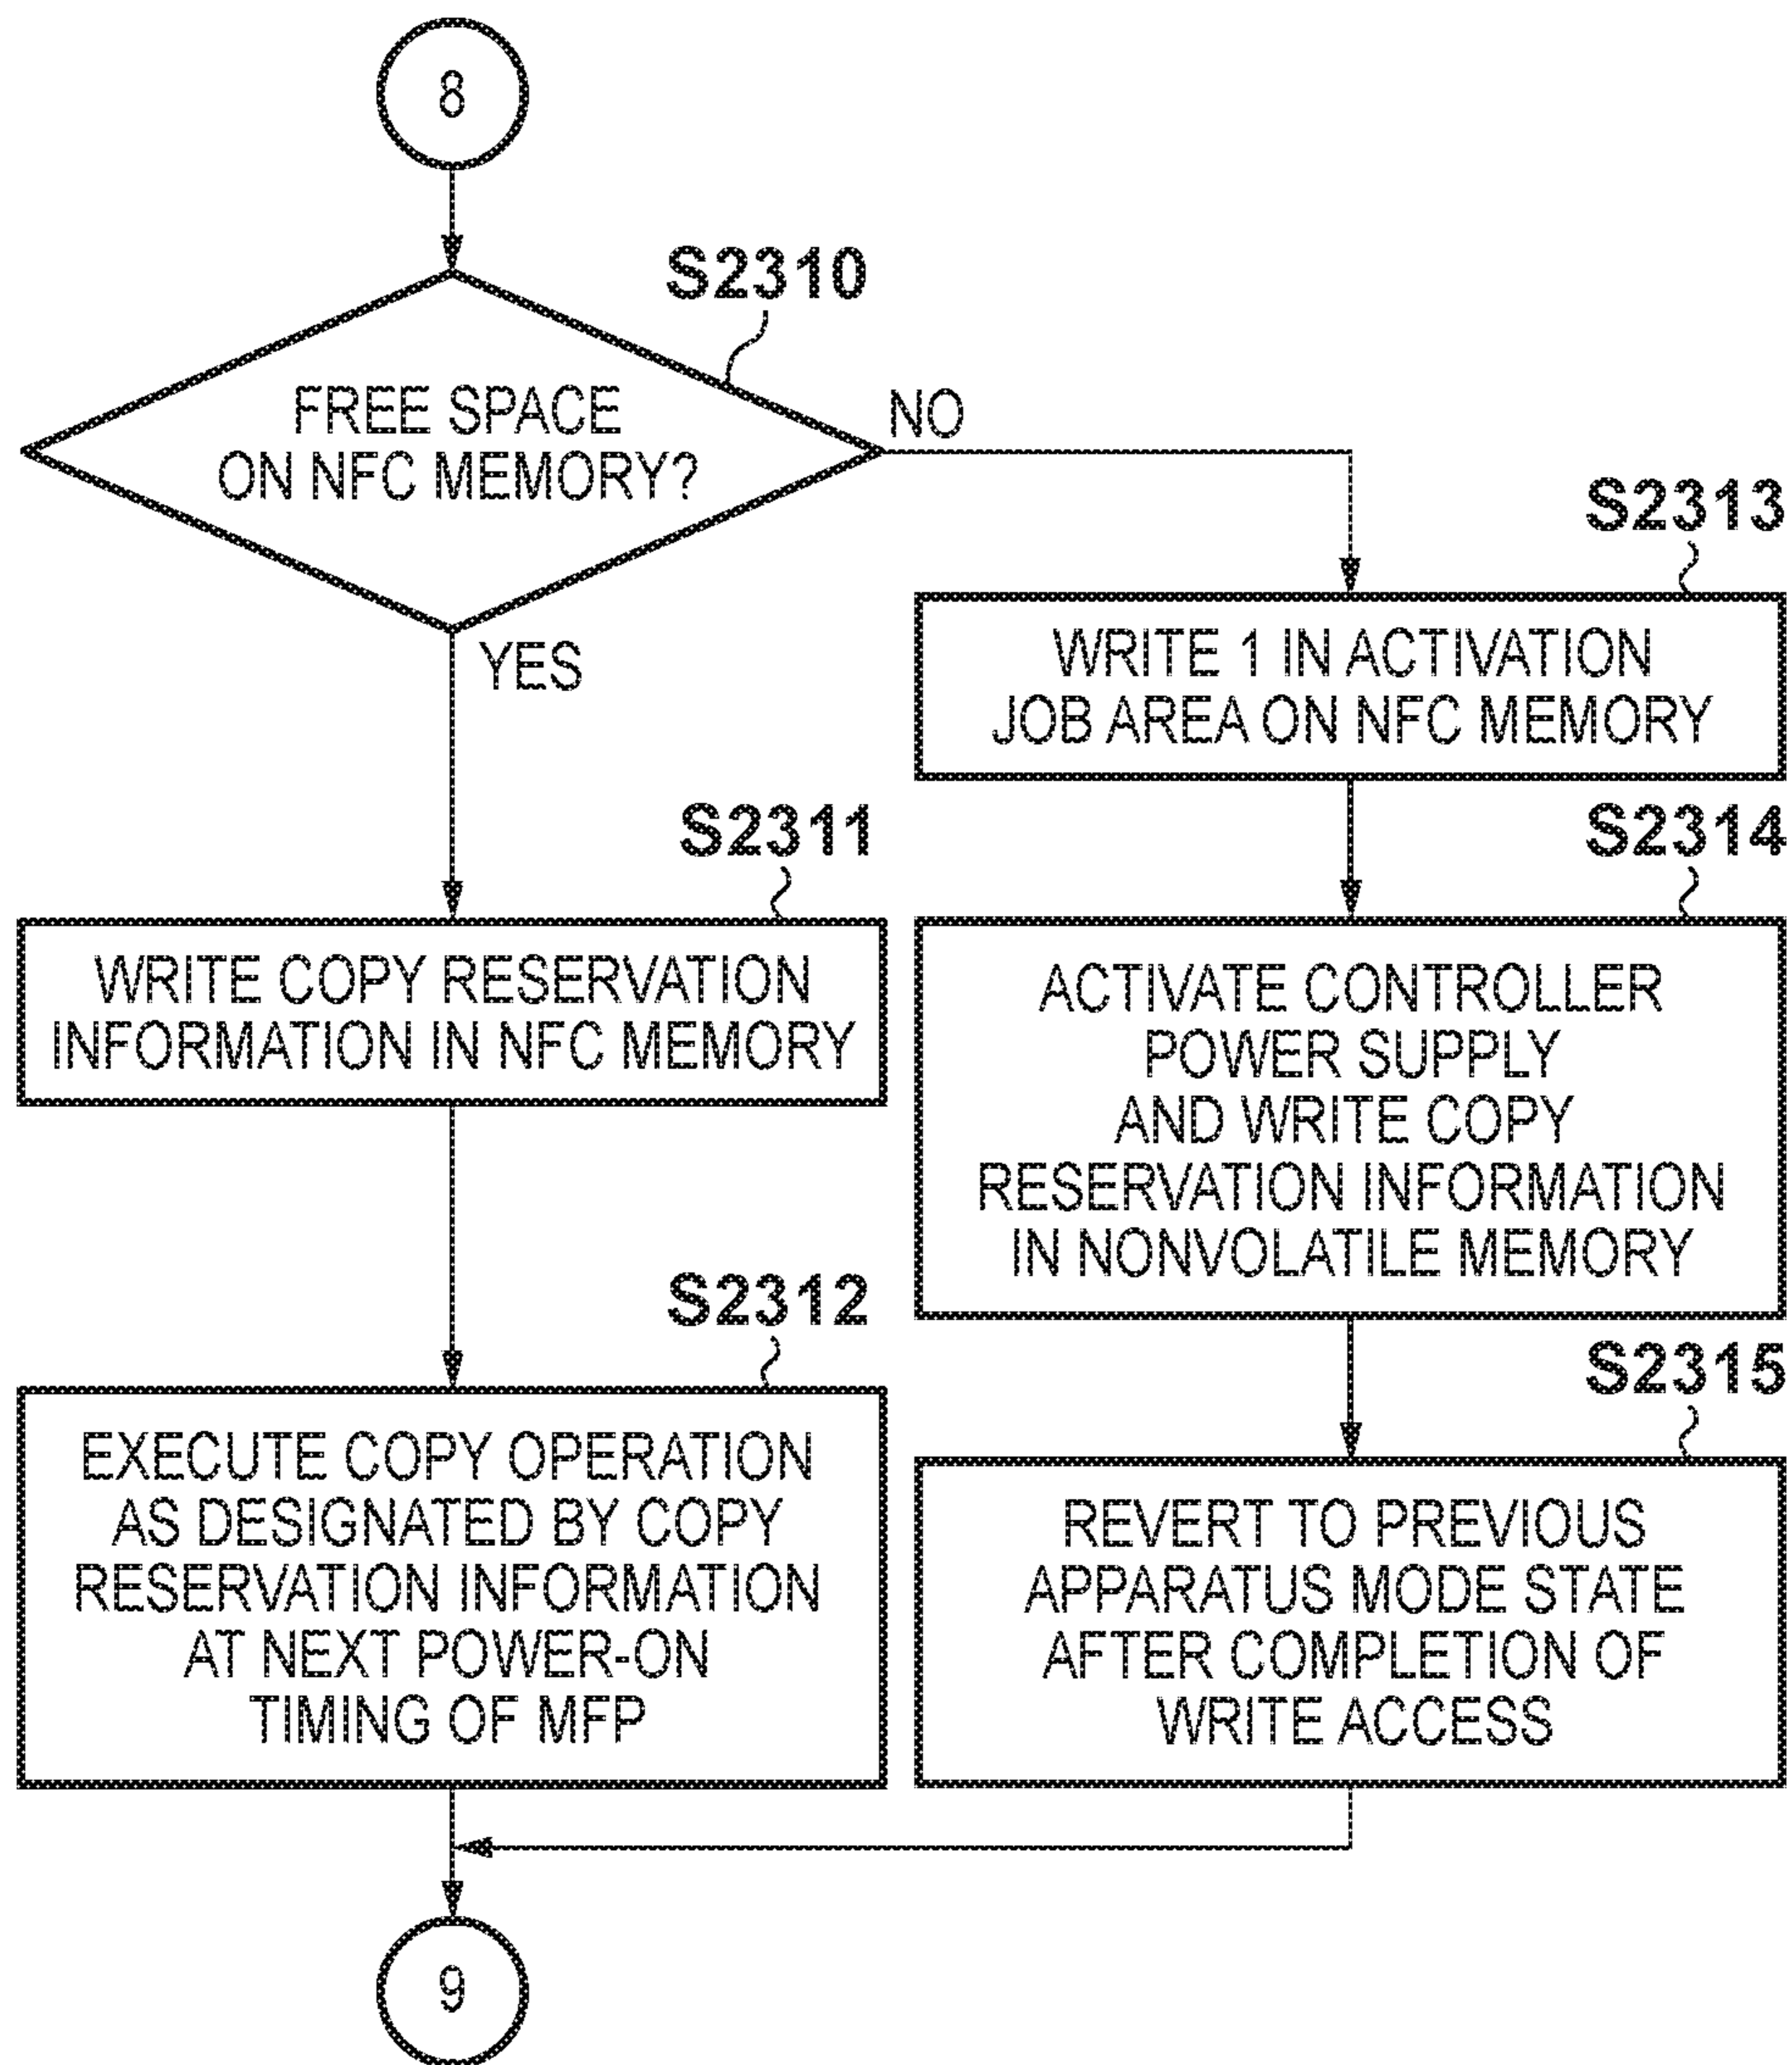 8
S2310
FREE SPACE
ON NFC MEMORY?
NO
YES
S2311
WRITE COPY RESERVATION
INFORMATION IN NFC MEMORY
S2312
EXECUTE COPY OPERATION
AS DESIGNATED BY COPY
RESERVATION INFORMATION
AT NEXT POWER-ON
TIMING OF MFP
S2313
WRITE 1 IN ACTIVATION
JOB AREA ON NFC MEMORY
S2314
ACTIVATE CONTROLLER
POWER SUPPLY
AND WRITE COPY
RESERVATION INFORMATION
IN NONVOLATILE MEMORY
S2315
REVERT TO PREVIOUS
APPARATUS MODE STATE
AFTER COMPLETION OF
WRITE ACCESS
9